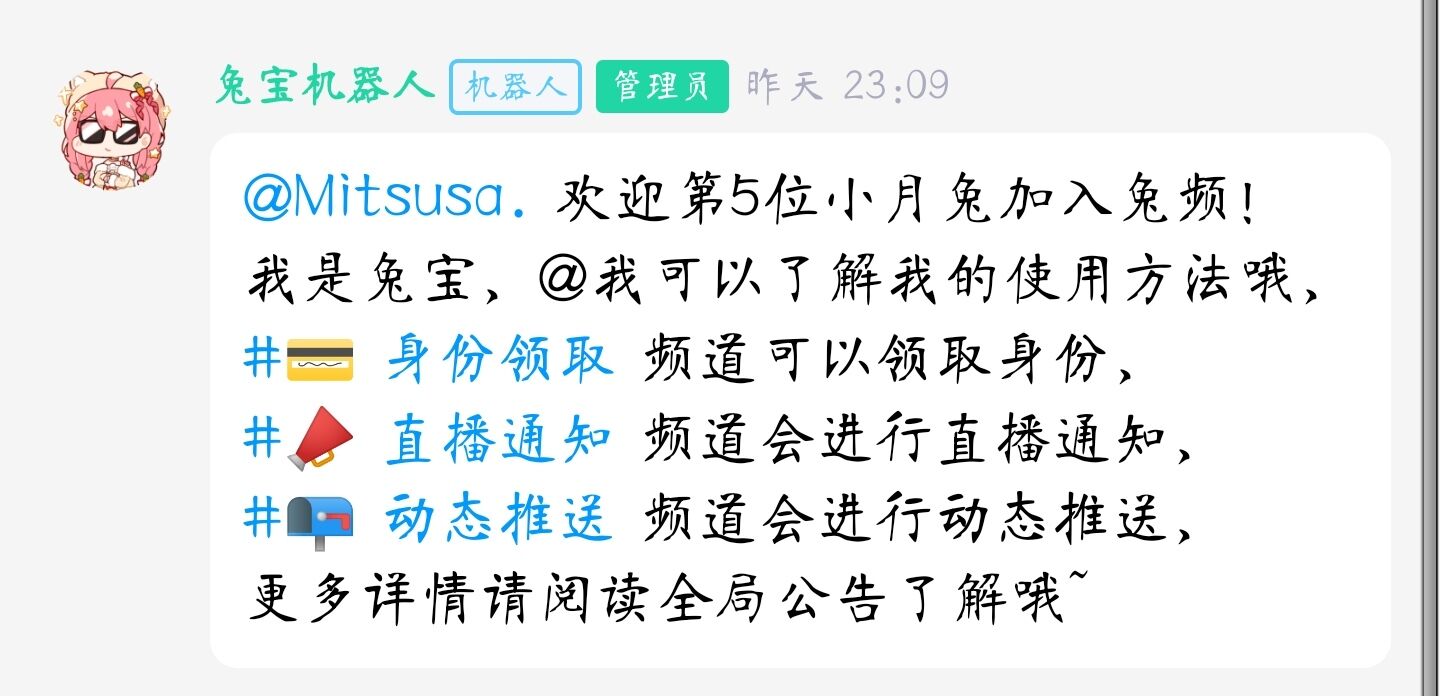 兔宝机器人 机器人 管理员 昨天 23:09
@Mitsusa. 欢迎第5位小月兔加入兔频!
我是兔宝，@我可以了解我的使用方法哦，
#💳 身份领取 频道可以领取身份，
#📣 直播通知 频道会进行直播通知，
#📪 动态推送 频道会进行动态推送，
更多详情请阅读全局公告了解哦~